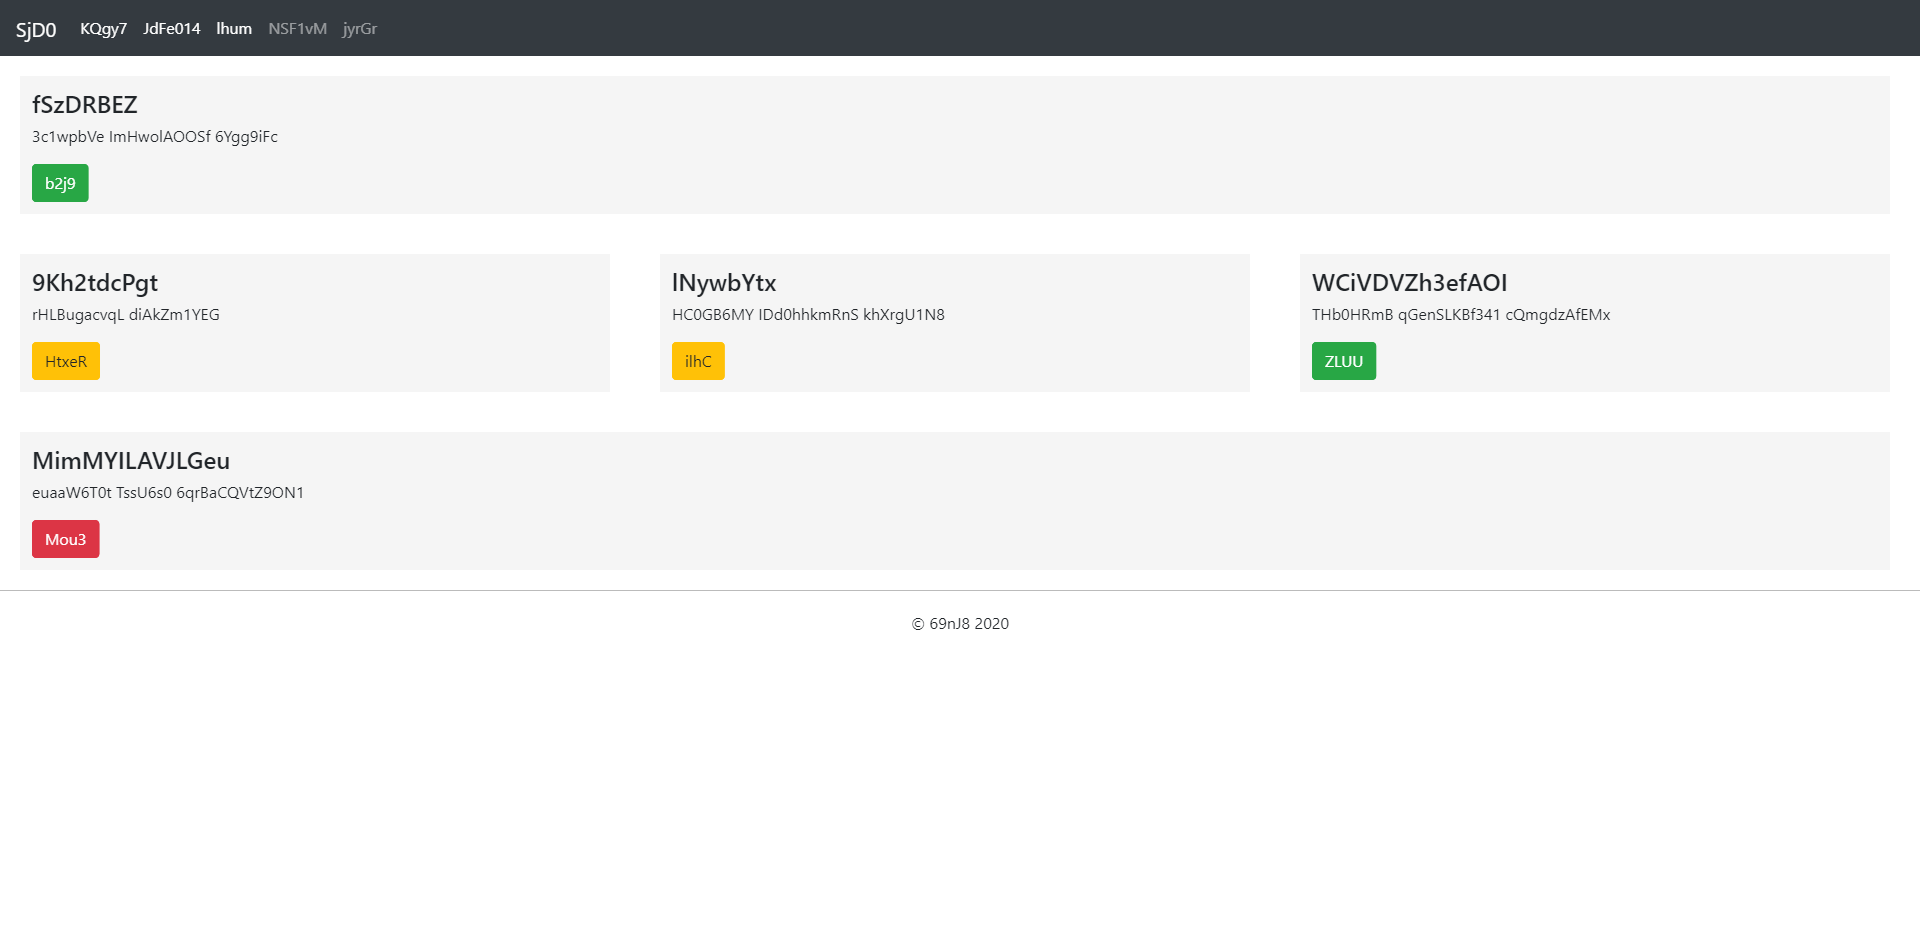 SjD0 KQgy7 JdFe014 lhum NSF1vM jyrGr
fSzDRBEZ
3c1wpbVe ImHwolAOOSf 6Ygg9iFc
b2j9
9Kh2tdcPgt
rHLBugacvqL diAkZm1YEG
HtxeR
lNywbYtx
HC0GB6MY IDd0hhkmRnS khXrgU1N8
ilhC
WCiVDVZh3efAOI
THb0HRmB qGenSLKBf341 cQmgdzAfEMx
ZLUU
MimMYILAVJLGeu
euaaW6T0t TssU6s0 6qrBaCQVtZ9ON1
Mou3
© 69nJ8 2020